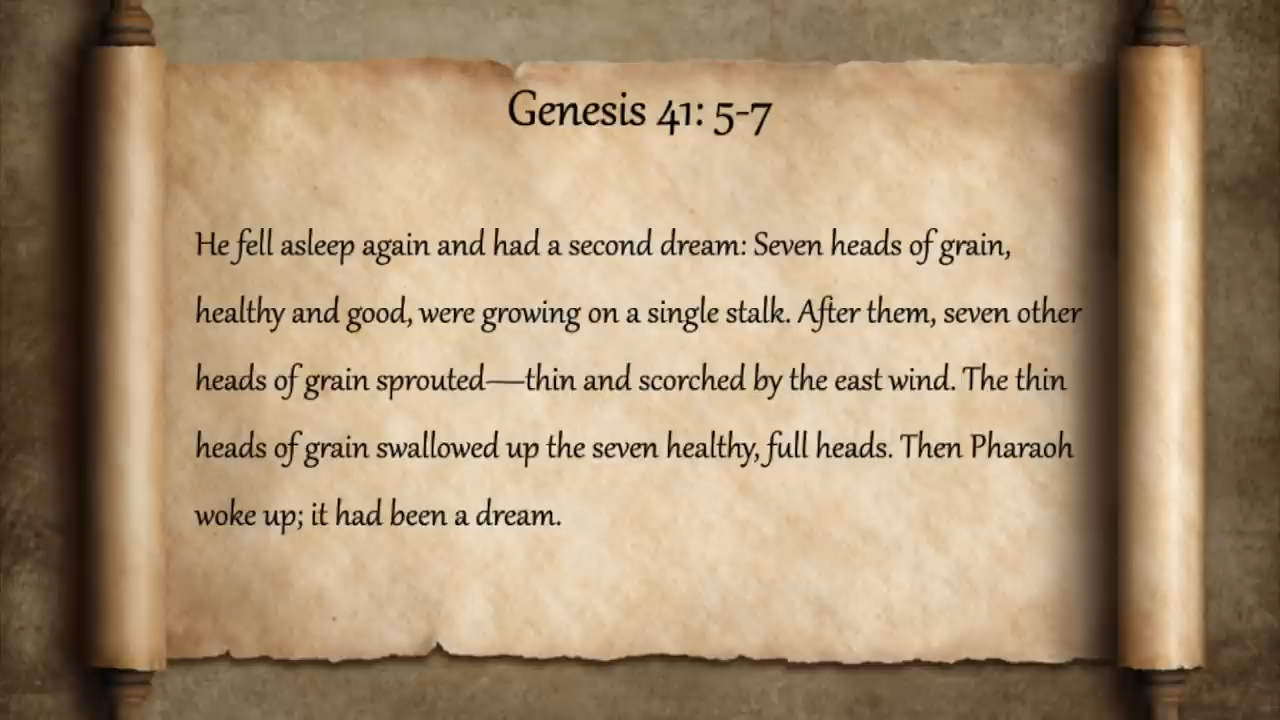 Genesis 41: 5-7
He fell asleep again and had a second dream: Seven heads of grain,
healthy and good, were growing on a single stalk. After them, seven other
heads of grain sprouted—thin and scorched by the east wind. The thin
heads of grain swallowed up the seven healthy, full heads. Then Pharaoh
woke up; it had been a dream.